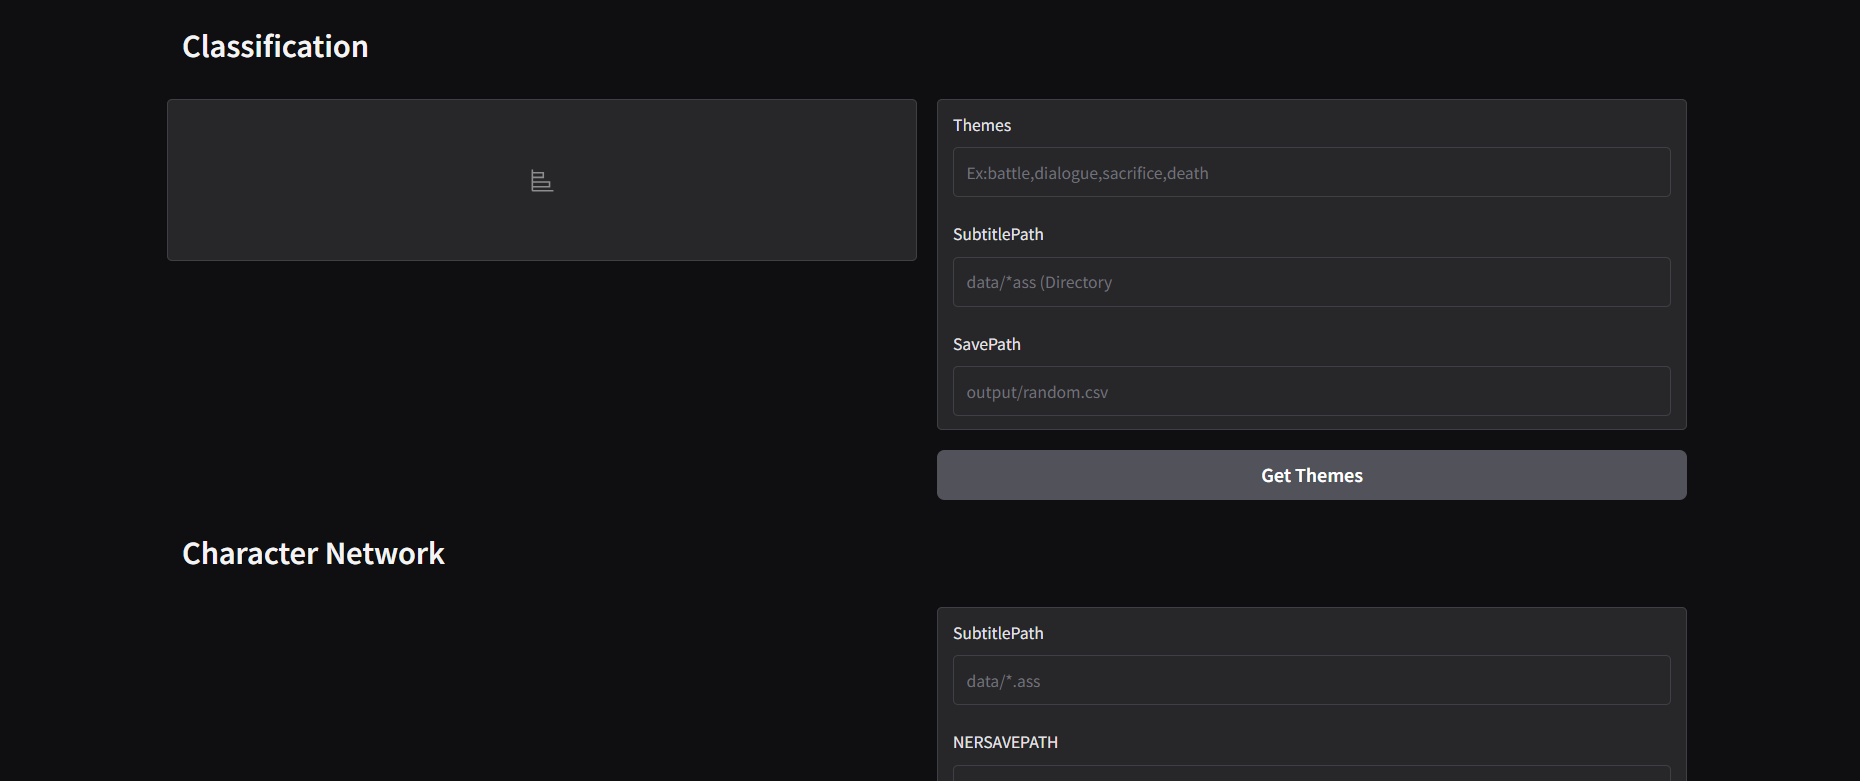 Classification
Themes
Ex:battle,dialogue,sacrifice,death
SubtitlePath
data/*ass (Directory
SavePath
output/random.csv
Get Themes
Character Network
SubtitlePath
data/*.ass
NERSAVEPATH